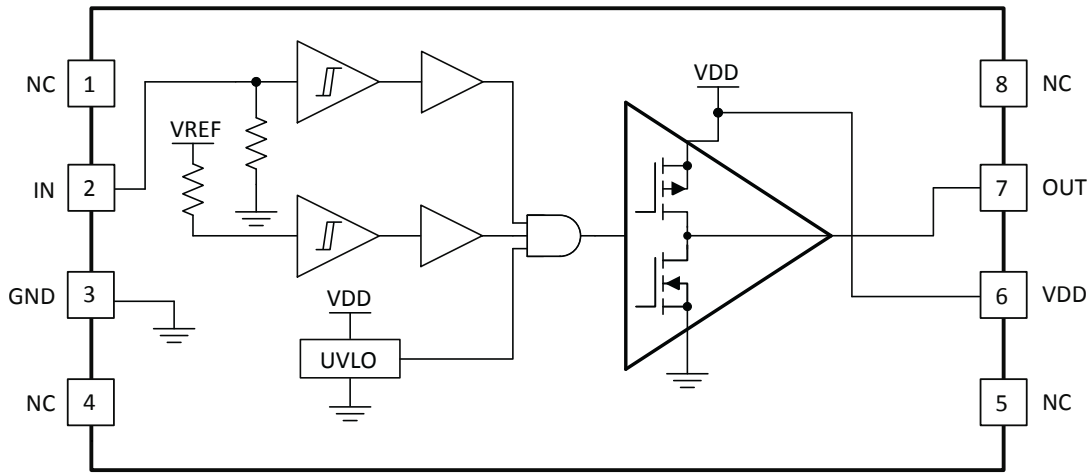 NC 1
IN 2
GND 3
NC 4
VREF
VDD
UVLO
VDD
8 NC
7 OUT
6 VDD
5 NC